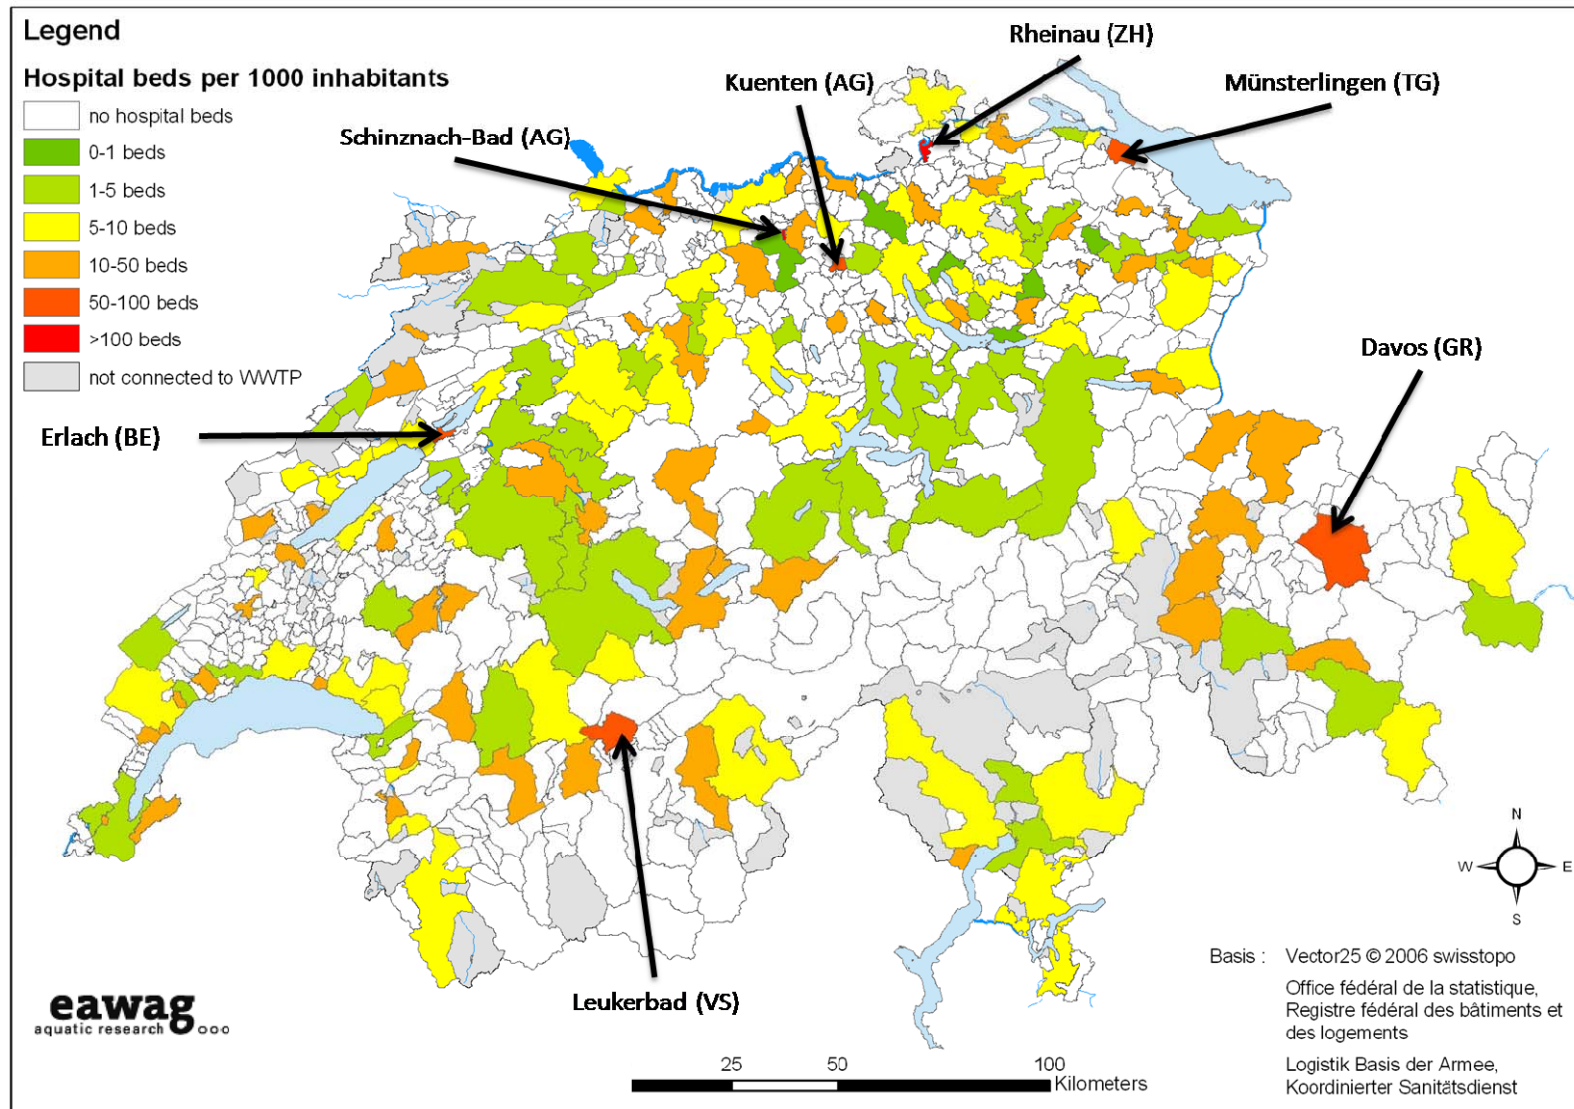 Legend
Hospital beds per 1000 inhabitants
no hospital beds
0-1 beds
1-5 beds
5-10 beds
10-50 beds
50-100 beds
>100 beds
not connected to WWTP
Rheinau (ZH)
Kuenten (AG)
Münsterlingen (TG)
Schinznach-Bad (AG)
Davos (GR)
Erlach (BE)
Leukerbad (VS)
N
W E
S
Basis : Vector25 © 2006 swisstopo
Office fédéral de la statistique,
Registre fédéral des bâtiments et
des logements
Logistik Basis der Armee,
Koordinierter Sanitätsdienst
eawag
aquatic research
25 50 100
Kilometers